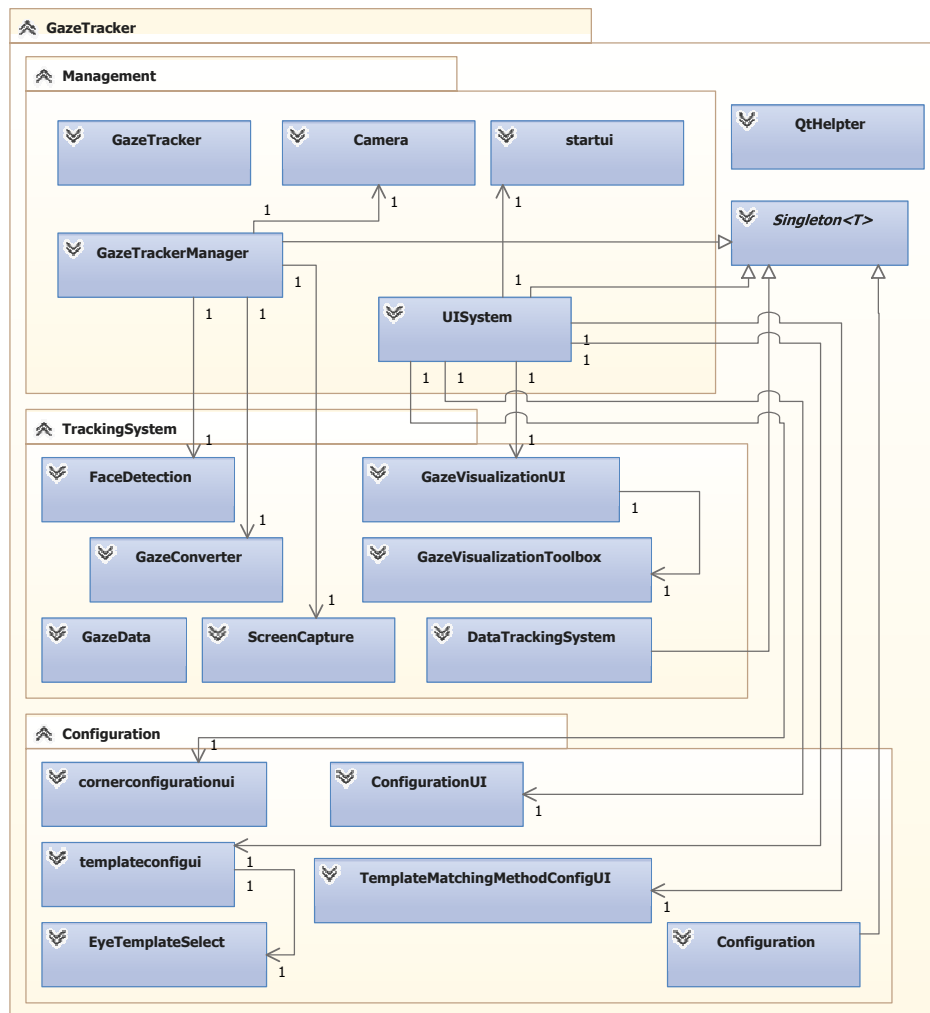 GazeTracker
Management
GazeTracker
Camera
startui
QtHelpter
1
1
1
Singleton<T>
GazeTrackerManager
1
1
1
1
UISystem
1
1
1
1
1
TrackingSystem
1
1
FaceDetection
GazeVisualizationUI
1
1
GazeConverter
GazeVisualizationToolbox
1
1
GazeData
ScreenCapture
DataTrackingSystem
Configuration
1
cornerconfigurationui
ConfigurationUI
1
templateconfigui
1
1
TemplateMatchingMethodConfigUI
1
EyeTemplateSelect
Configuration
1